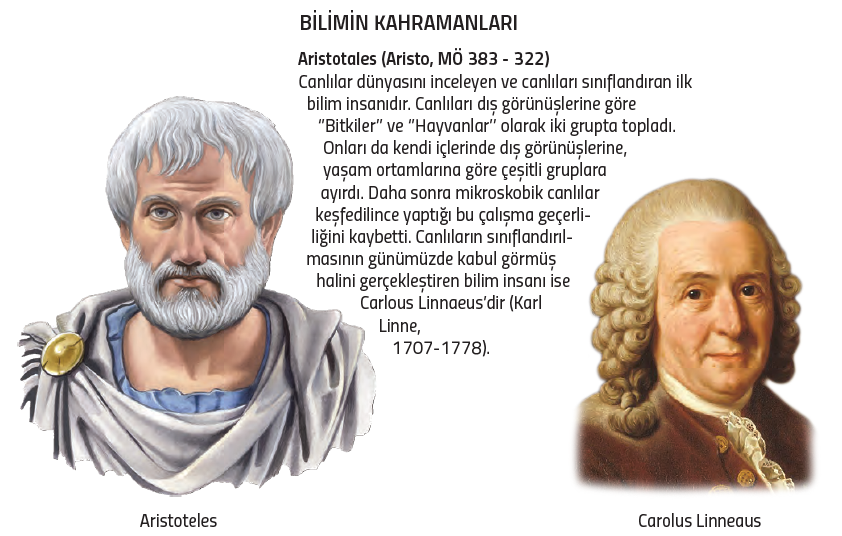 BİLİMİN KAHRAMANLARI
Aristotales (Aristo, MÖ 383 - 322)
Canlılar dünyasını inceleyen ve canlıları sınıflandıran ilk
bilim insanıdır. Canlıları dış görünüşlerine göre
“Bitkiler” ve “Hayvanlar” olarak iki grupta topladı.
Onları da kendi içlerinde dış görünüşlerine,
yaşam ortamlarına göre çeşitli gruplara
ayırdı. Daha sonra mikroskobik canlılar
keşfedilince yaptığı bu çalışma geçerli-
liğini kaybetti. Canlıların sınıflandırıl-
masının günümüzde kabul görmüş
halini gerçekleştiren bilim insanı ise
Carlous Linnaeus’dir (Karl
Linne,
1707-1778).
Aristoteles
Carolus Linneaus